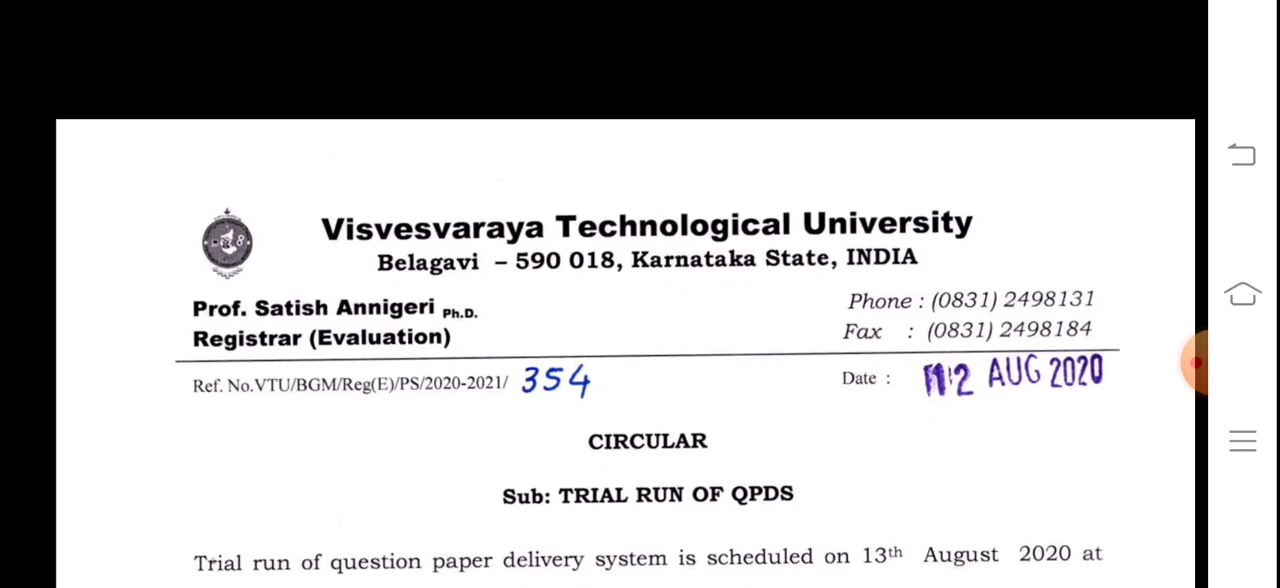 Visvesvaraya Technological University
Belagavi – 590 018, Karnataka State, INDIA
Prof. Satish Annigeri Ph.D.
Registrar (Evaluation)
Phone : (0831) 2498131
Fax : (0831) 2498184
Ref. No.VTU/BGM/Reg(E)/PS/2020-2021/ 354
Date : 12 AUG 2020
CIRCULAR
Sub: TRIAL RUN OF QPDS
Trial run of question paper delivery system is scheduled on 13th August 2020 at